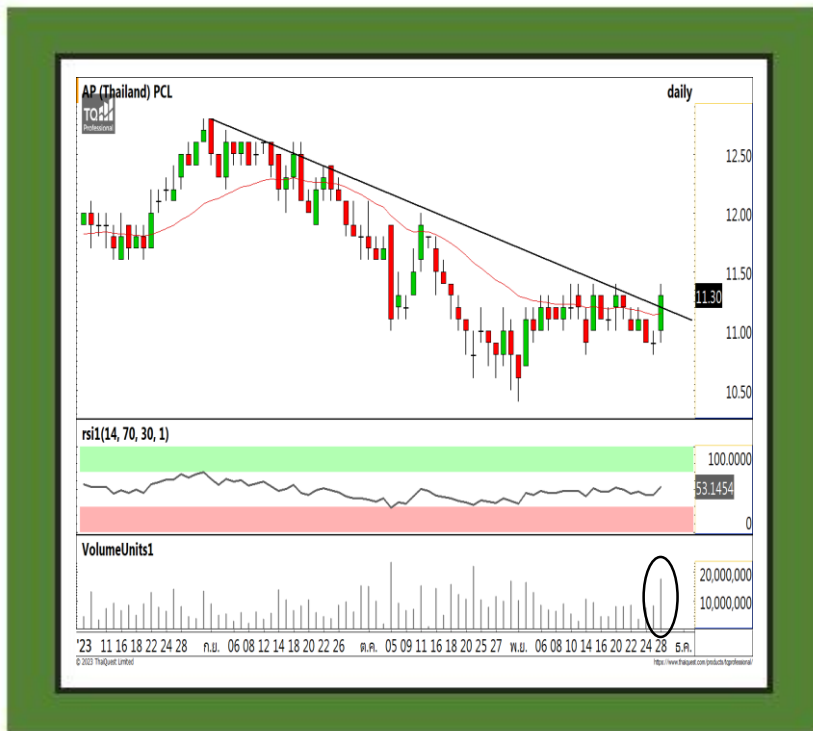 AP (Thailand) PCL daily
TQ
Professional
12.50
12.00
11.50
11.30
11.00
10.50
rsi1(14, 70, 30, 1)
100.0000
53.1454
0
VolumeUnits1
20,000,000
10,000,000
'23 11 16 18 22 24 28 ก.ย. 06 08 12 14 18 20 22 26 ต.ค. 05 09 11 16 18 20 25 27 พ.ย. 06 08 10 14 16 20 22 24 28 ธ.ค.
© 2023 ThaiQuest Limited https://www.thaiquest.com/products/tqprofessional/